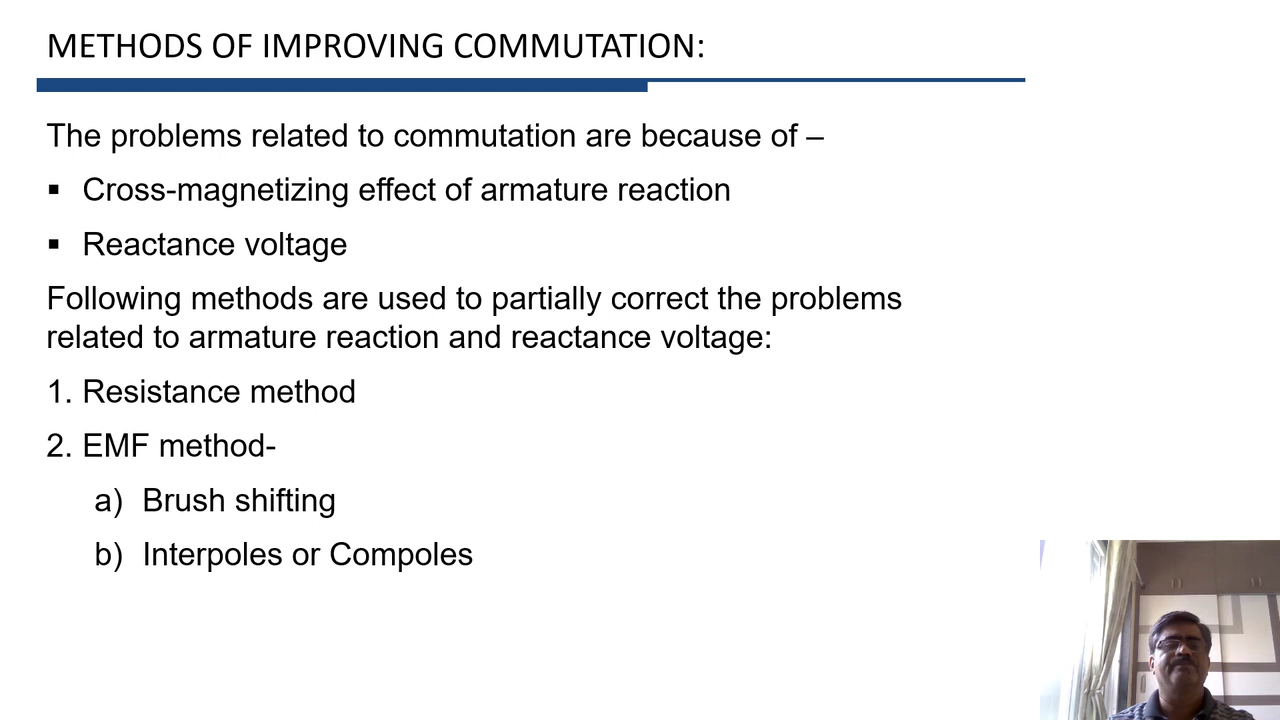 METHODS OF IMPROVING COMMUTATION:
The problems related to commutation are because of –
▪ Cross-magnetizing effect of armature reaction
▪ Reactance voltage
Following methods are used to partially correct the problems
related to armature reaction and reactance voltage:
1. Resistance method
2. EMF method-
a) Brush shifting
b) Interpoles or Compoles